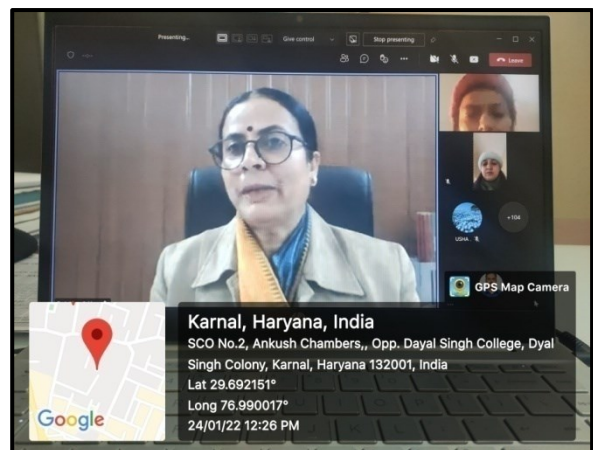 Presenting...
Give control
Stop presenting
Leave
+104
USHA .
GPS Map Camera
Karnal, Haryana, India
SCO No.2, Ankush Chambers,, Opp. Dayal Singh College, Dyal
Singh Colony, Karnal, Haryana 132001, India
Lat 29.692151°
Long 76.990017°
24/01/22 12:26 PM
Google